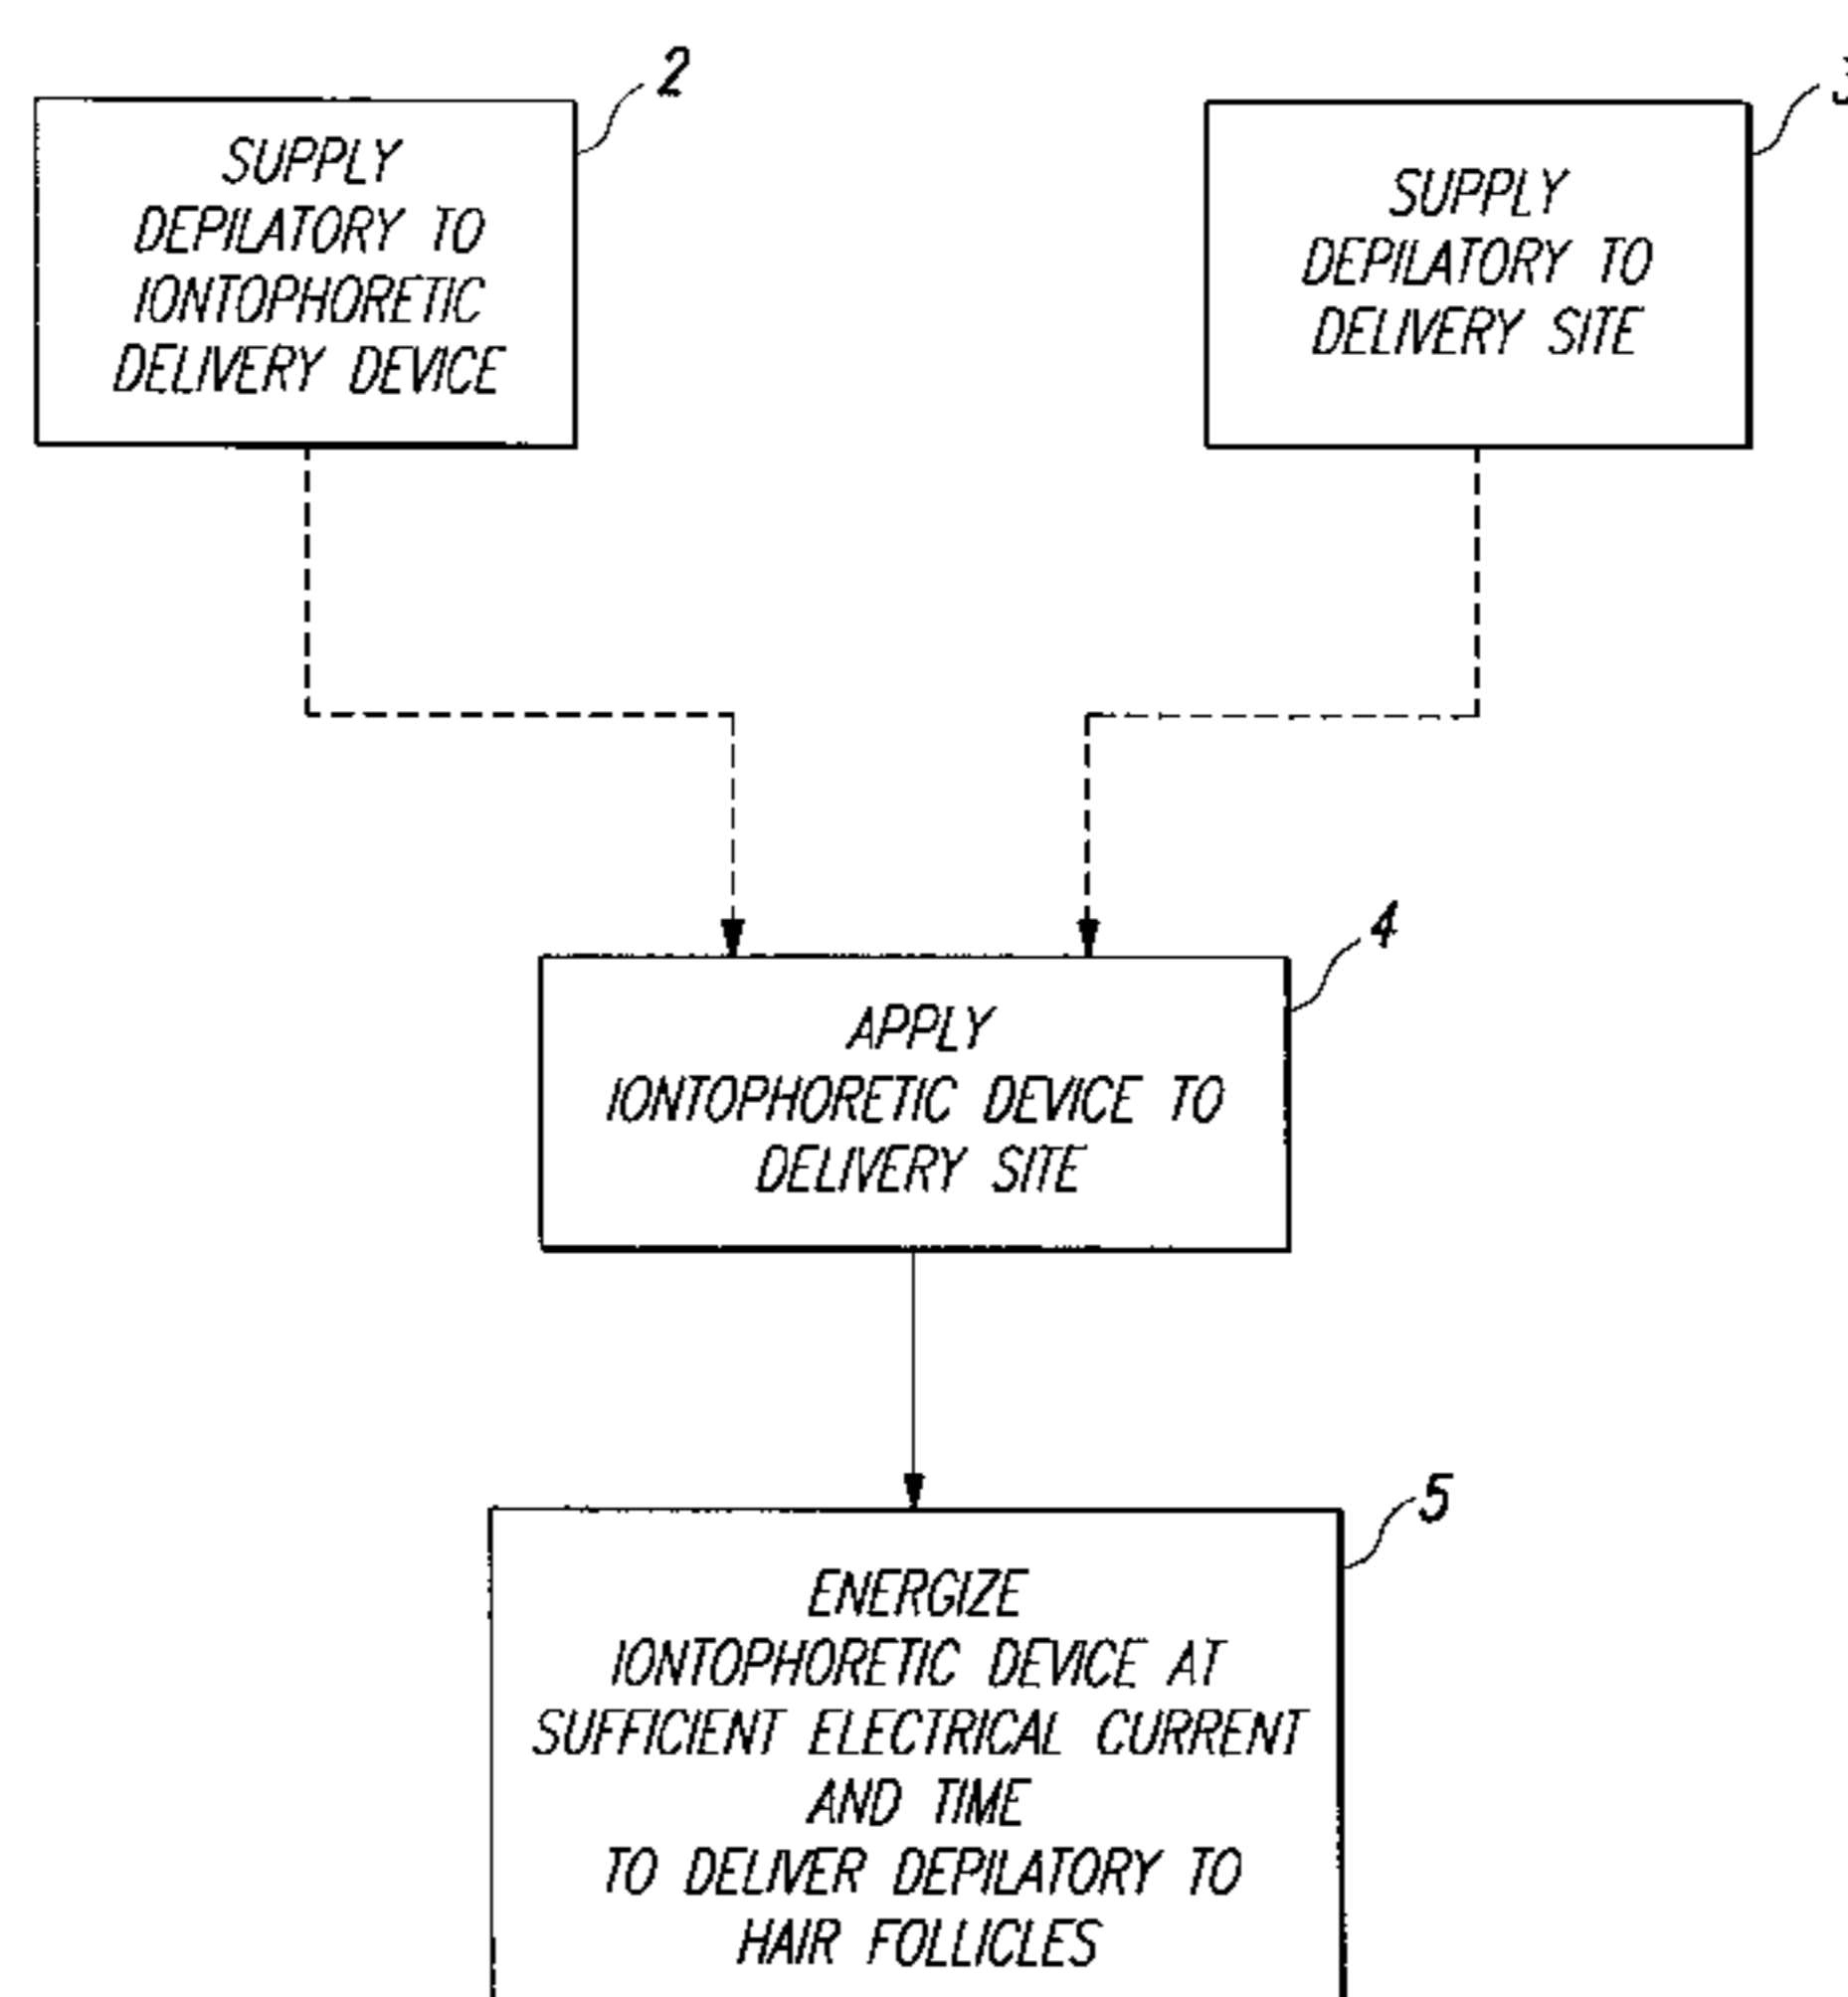 2
SUPPLY
DEPILATORY TO
IONTOPHORETIC
DELIVERY DEVICE
3
SUPPLY
DEPILATORY TO
DELIVERY SITE
4
APPLY
IONTOPHORETIC DEVICE TO
DELIVERY SITE
5
ENERGIZE
IONTOPHORETIC DEVICE AT
SUFFICIENT ELECTRICAL CURRENT
AND TIME
TO DELIVER DEPILATORY TO
HAIR FOLLICLES